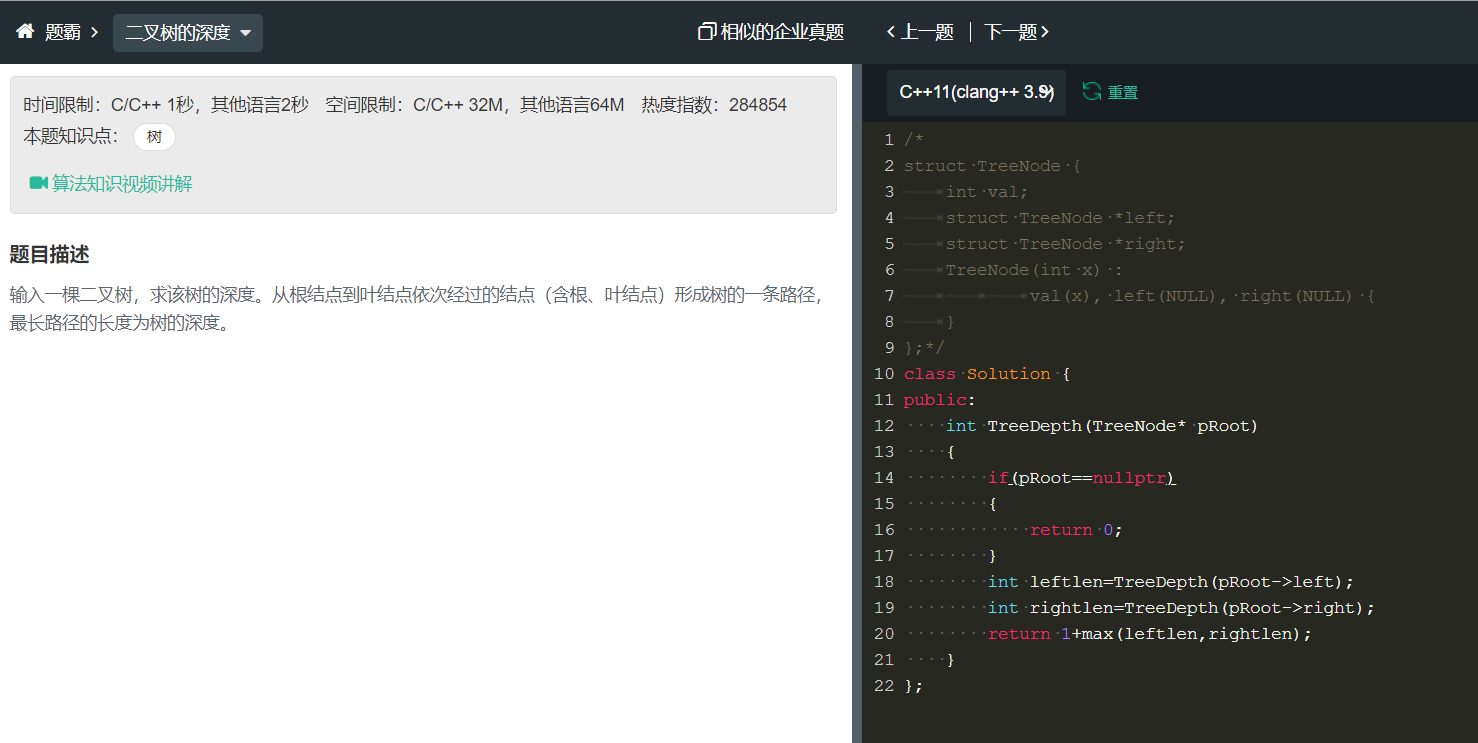 题霸
二叉树的深度
相似的企业真题
上一题
下一题
时间限制：C/C++ 1秒，其他语言2秒 空间限制：C/C++ 32M，其他语言64M 热度指数：284854
本题知识点： 树
算法知识视频讲解
题目描述
输入一棵二叉树，求该树的深度。从根结点到叶结点依次经过的结点（含根、叶结点）形成树的一条路径，
最长路径的长度为树的深度。
C++11(clang++ 3.9)
重置
1 /*
2 struct TreeNode {
3     int val;
4     struct TreeNode *left;
5     struct TreeNode *right;
6     TreeNode(int x) :
7             val(x), left(NULL), right(NULL) {
8     }
9 };*/
10 class Solution {
11 public:
12     int TreeDepth(TreeNode* pRoot)
13     {
14         if(pRoot==nullptr)
15         {
16             return 0;
17         }
18         int leftlen=TreeDepth(pRoot->left);
19         int rightlen=TreeDepth(pRoot->right);
20         return 1+max(leftlen,rightlen);
21     }
22 };